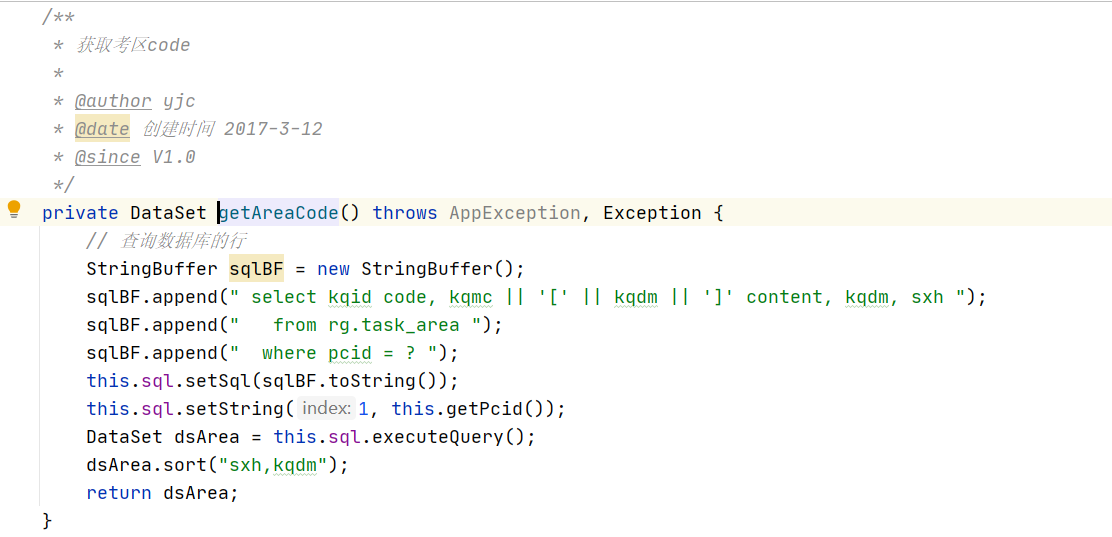 /**
 * 获取考区code
 *
 * @author yjc
 * @date 创建时间 2017-3-12
 * @since V1.0
 */
private DataSet getAreaCode() throws AppException, Exception {
    // 查询数据库的行
    StringBuffer sqlBF = new StringBuffer();
    sqlBF.append(" select kqid code, kqmc || '[' || kqdm || ']' content, kqdm, sxh ");
    sqlBF.append("   from rg.task_area ");
    sqlBF.append("  where pcid = ? ");
    this.sql.setSql(sqlBF.toString());
    this.sql.setString( index: 1, this.getPcid());
    DataSet dsArea = this.sql.executeQuery();
    dsArea.sort("sxh,kqdm");
    return dsArea;
}